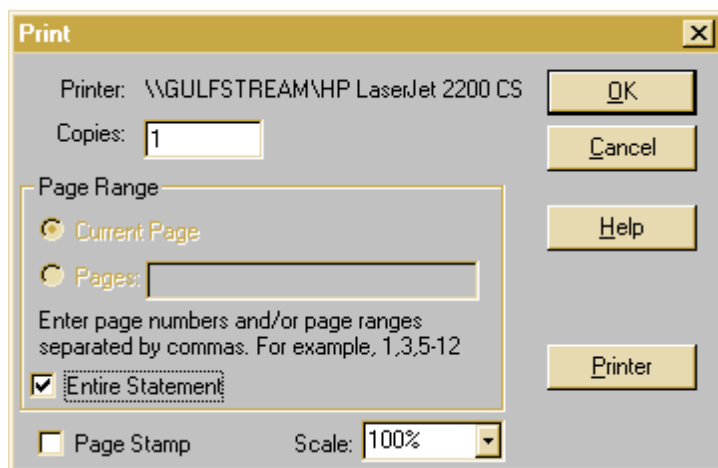 Print
Printer: \\GULFSTREAM\HP LaserJet 2200 CS
OK
Copies: 1
Cancel
Page Range
Current Page
Help
Pages:
Enter page numbers and/or page ranges
separated by commas. For example, 1,3,5-12
Printer
Entire Statement
Page Stamp
Scale: 100%